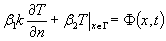 β₁k ∂T/∂n + β₂T|ₓ∈Γ = Φ(x,t)